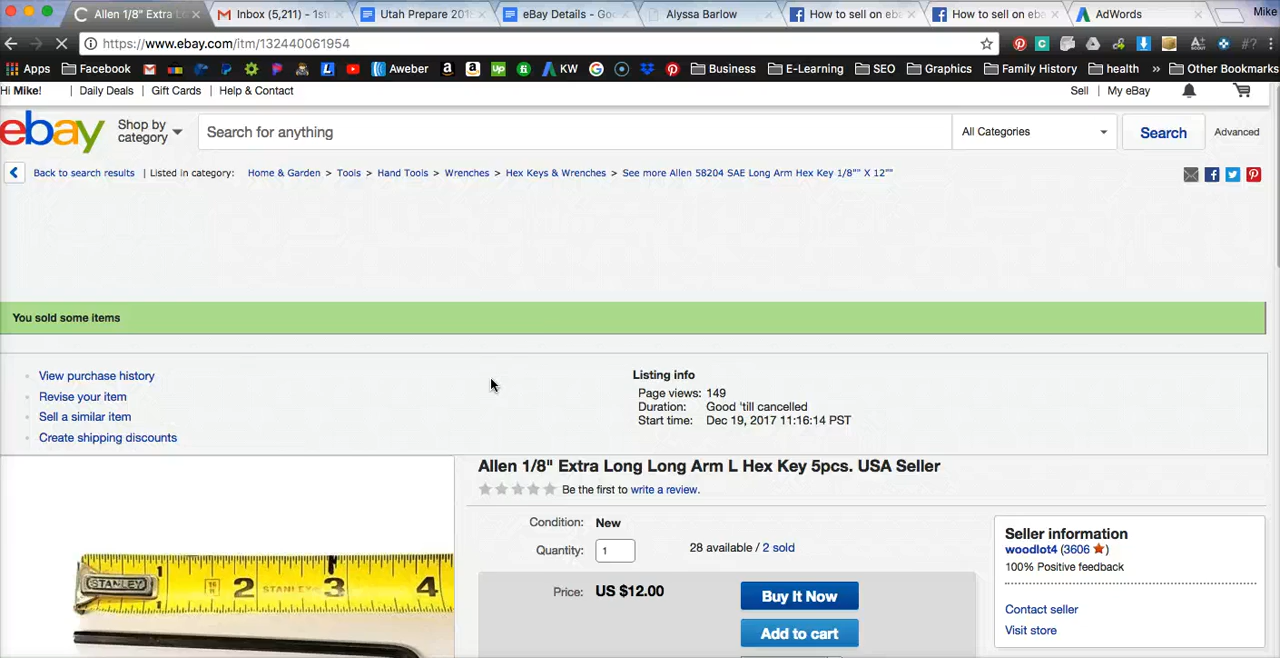 Allen 1/8" Extra Lo
Inbox (5,211) - 1st
Utah Prepare 201
eBay Details - Goo
Alyssa Barlow
How to sell on eb
How to sell on eb
AdWords
Mike
https://www.ebay.com/itm/132440061954
Apps Facebook Aweber KW Business E-Learning SEO Graphics Family History health » Other Bookmarks
Hi Mike! | Daily Deals | Gift Cards | Help & Contact Sell | My eBay
ebay Shop by category Search for anything All Categories Search Advanced
Back to search results | Listed in category: Home & Garden > Tools > Hand Tools > Wrenches > Hex Keys & Wrenches > See more Allen 58204 SAE Long Arm Hex Key 1/8"" X 12""
You sold some items
View purchase history
Revise your item
Sell a similar item
Create shipping discounts
Listing info
Page views: 149
Duration: Good 'till cancelled
Start time: Dec 19, 2017 11:16:14 PST
Allen 1/8" Extra Long Long Arm L Hex Key 5pcs. USA Seller
Be the first to write a review.
Condition: New
Quantity: 1 28 available / 2 sold
Price: US $12.00 Buy It Now
Add to cart
Seller information
woodlot4 (3606 )
100% Positive feedback
Contact seller
Visit store
STANLEY 1 2 STANLEY 3 4